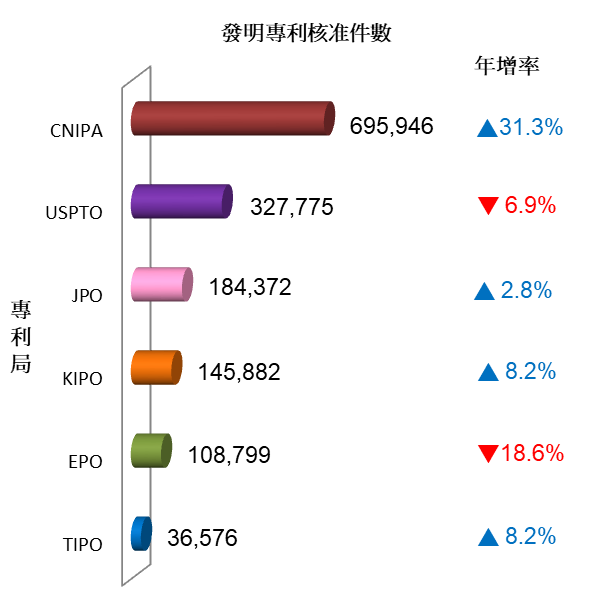 發明專利核准件數
年增率
CNIPA 695,946 ▲31.3%
USPTO 327,775 ▼6.9%
JPO 184,372 ▲2.8%
專利局
KIPO 145,882 ▲8.2%
EPO 108,799 ▼18.6%
TIPO 36,576 ▲8.2%